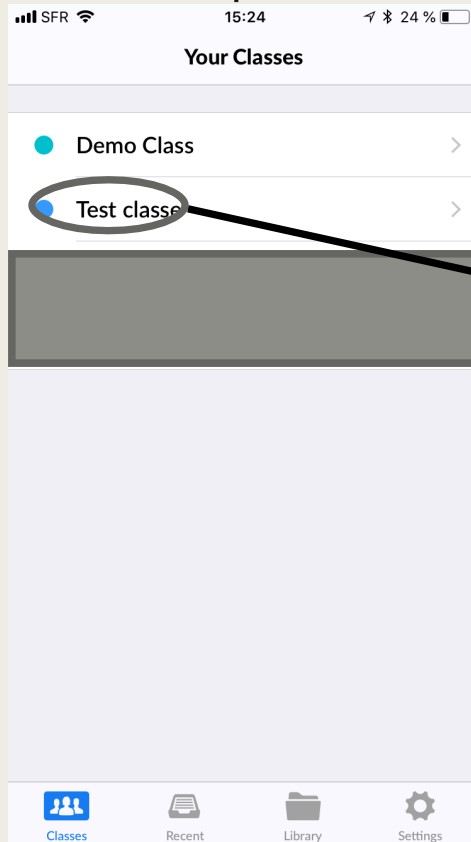 SFR 15:24 24 %
Your Classes
Demo Class
Test classe
Classes Recent Library Settings